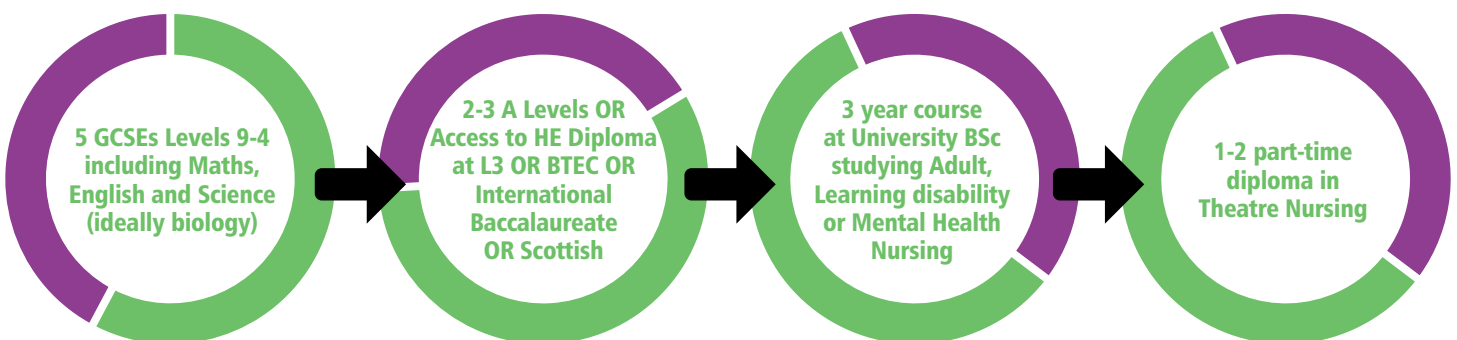 5 GCSEs Levels 9-4
including Maths,
English and Science
(ideally biology)
2-3 A Levels OR
Access to HE Diploma
at L3 OR BTEC OR
International
Baccalaureate
OR Scottish
3 year course
at University BSc
studying Adult,
Learning disability
or Mental Health
Nursing
1-2 part-time
diploma in
Theatre Nursing